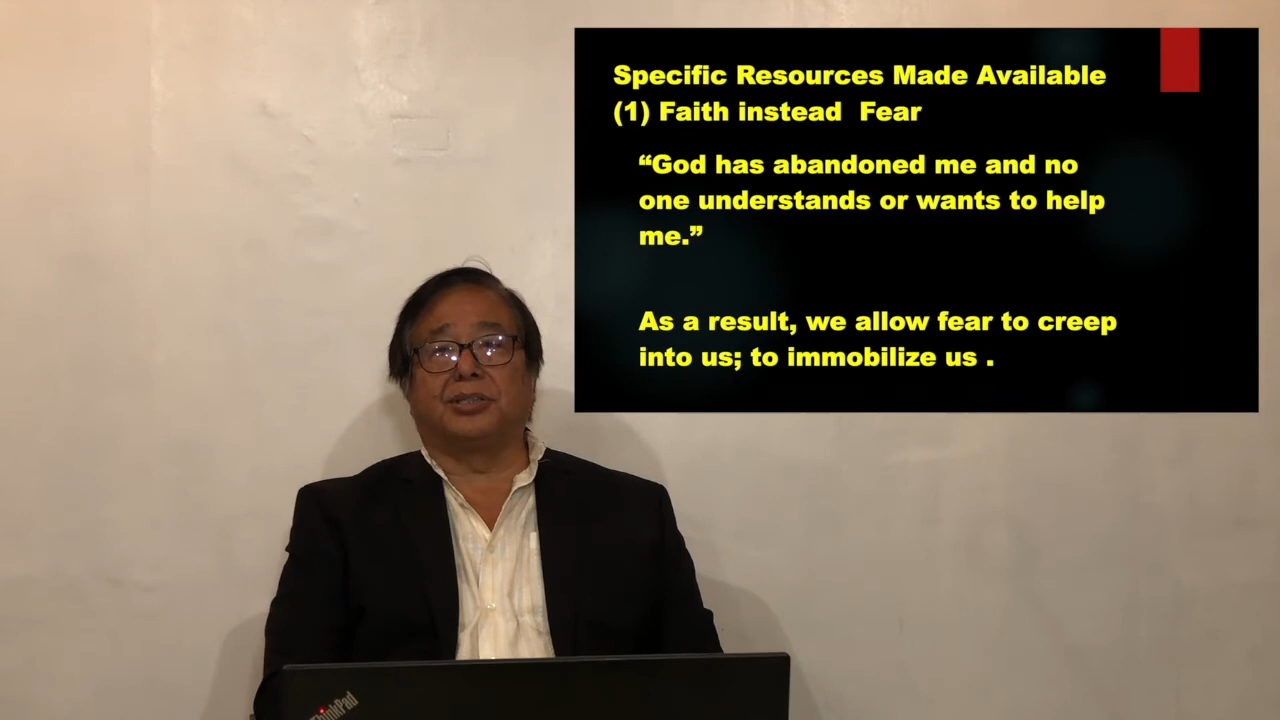 Specific Resources Made Available
(1) Faith instead  Fear
“God has abandoned me and no
one understands or wants to help
me.”
As a result, we allow fear to creep
into us; to immobilize us .
ThinkPad